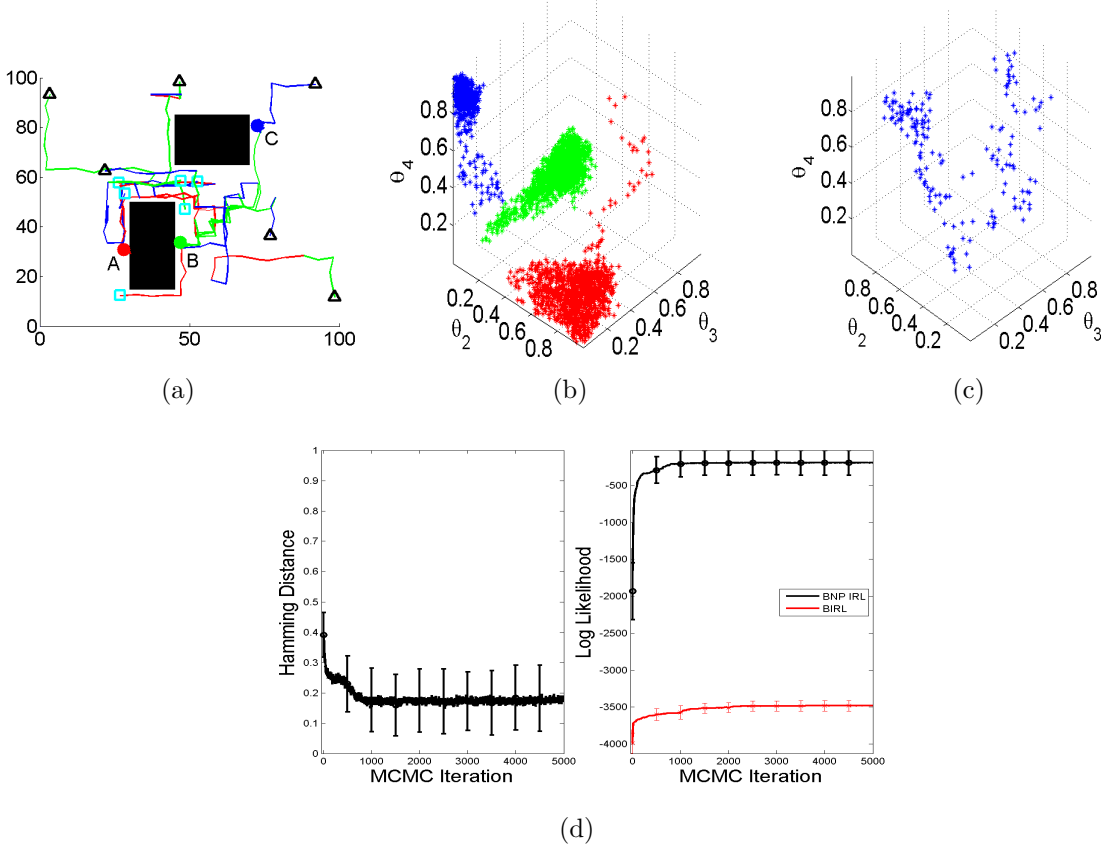 100
80
60
40
20
0
0
50
100
A
B
C
(a)
θ4
0.8
0.6
0.4
0.2
θ2
0.2
0.4
0.6
0.8
θ3
0.2
0.4
0.6
0.8
(b)
θ4
0.8
0.6
0.4
0.2
θ2
0.8
0.6
0.4
0.2
θ3
0.2
0.4
0.6
0.8
(c)
Hamming Distance
1
0.9
0.8
0.7
0.6
0.5
0.4
0.3
0.2
0.1
0
0 1000 2000 3000 4000 5000
MCMC Iteration
Log Likelihood
-500
-1000
-1500
-2000
-2500
-3000
-3500
-4000
BNP IRL
BIRL
0 1000 2000 3000 4000 5000
MCMC Iteration
(d)